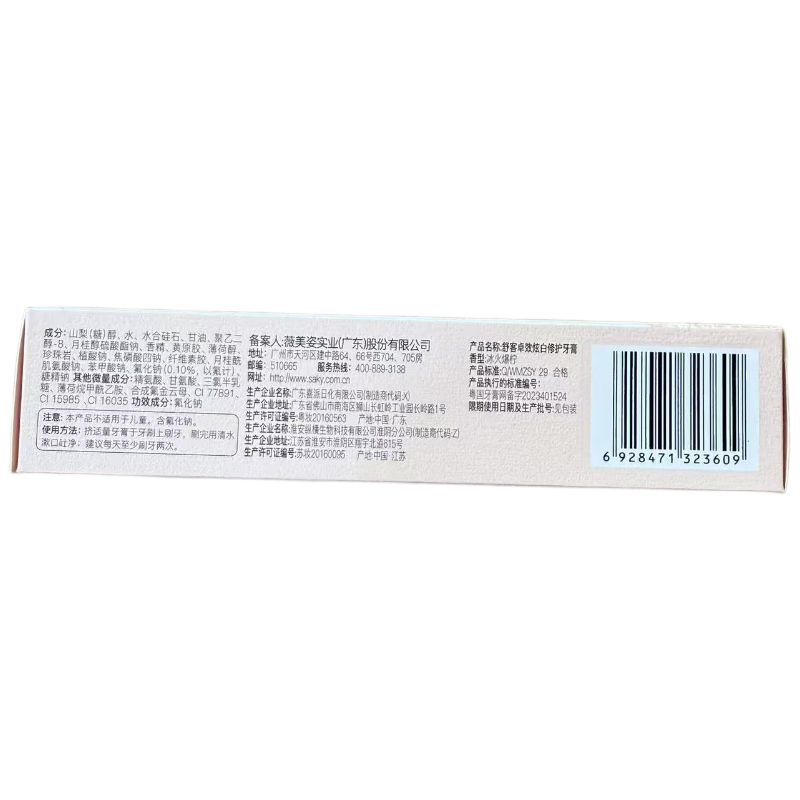 成分:山梨(糖)醇、水、水合硅石、甘油、聚乙二
醇-8、月桂醇硫酸酯钠、香精、黄原胶、薄荷醇、
珍珠岩、植酸钠、焦磷酸四钠、纤维素胶、月桂酰
肌氨酸钠、苯甲酸钠、氟化钠(0.10%, 以氟计)、
糖精钠 其他微量成分:精氨酸、甘氨酸、三氯半乳
糖、薄荷烷甲酰乙胺、合成氟金云母、CI 77891、
CI 15985、CI 16035 功效成分:氟化钠
注意: 本产品不适用于儿童。含氟化钠。
使用方法: 挤适量牙膏于牙刷上刷牙, 刷完用清水
漱口吐净; 建议每天至少刷牙两次。
备案人:薇美姿实业(广东)股份有限公司
地址: 广州市天河区建中路64、66号西704、705房
邮编: 510665 服务热线: 400-889-3138
网址: http://www.saky.com.cn
生产企业名称:广东喜派日化有限公司(制造商代码:X)
生产企业地址:广东省佛山市南海区狮山长虹岭工业园长岭路1号
生产许可证编号:粤妆20160563 产地:中国·广东
生产企业名称:淮安纵横生物科技有限公司淮阴分公司(制造商代码:Z)
生产企业地址:江苏省淮安市淮阴区翔宇北道615号
生产许可证编号:苏妆20160095 产地:中国·江苏
产品名称:舒客卓效炫白修护牙膏
香型:冰火爆柠
产品标准:Q/WMZSY 29 合格
产品执行的标准编号:
粤国牙膏网备字2023401524
限期使用日期及生产批号:见包装
6 928471 323609